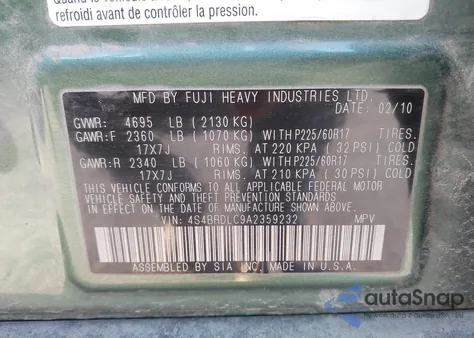 Quand le véhicule
refroidi avant de contrôler la pression.
MFD BY FUJI HEAVY INDUSTRIES LTD.
DATE: 02/10
GVWR: 4695 LB (2130 KG)
GAWR:F 2360 LB (1070 KG) WITH P225/60R17 TIRES.
17X7J RIMS. AT 220 KPA (32 PSI) COLD
GAWR:R 2340 LB (1060 KG) WITH P225/60R17 TIRES.
17X7J RIMS. AT 210 KPA (30 PSI) COLD
THIS VEHICLE CONFORMS TO ALL APPLICABLE FEDERAL MOTOR
VEHICLE SAFETY AND THEFT PREVENTION STANDARDS IN EFFECT
ON THE DATE OF MANUFACTURE SHOWN ABOVE.
VIN: 4S4BRDLC9A2359232 MPV
ASSEMBLED BY SIA INC. MADE IN U.S.A.
autaSnap